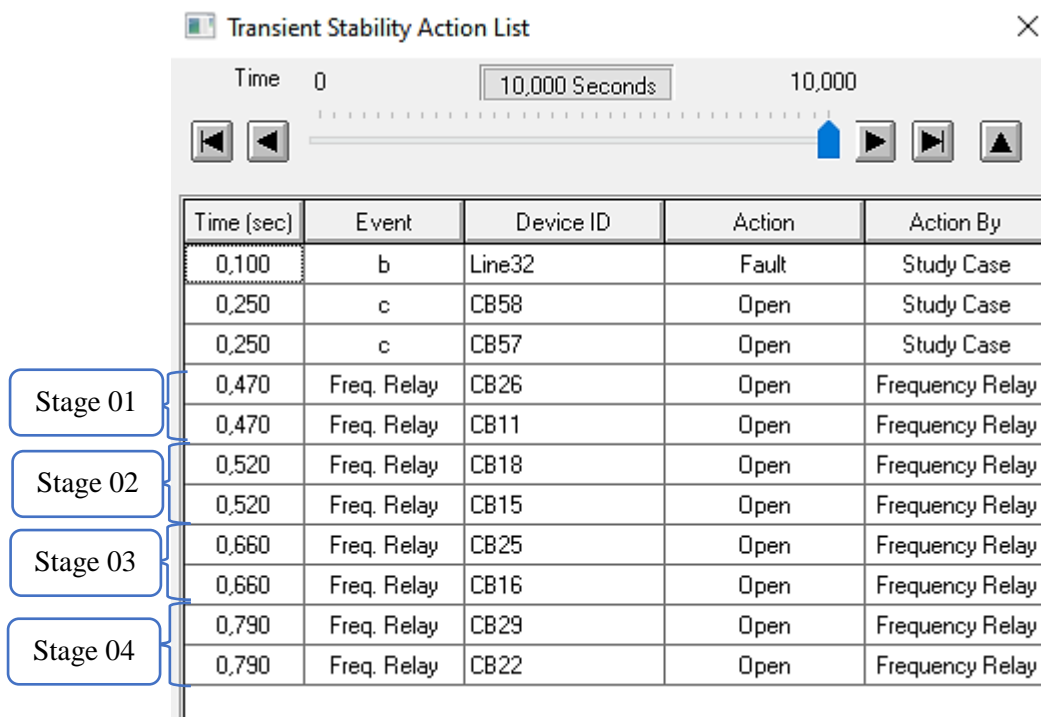 Transient Stability Action List
Time 0 10,000 Seconds 10,000
Time (sec) Event Device ID Action Action By
0,100 b Line32 Fault Study Case
0,250 c CB58 Open Study Case
0,250 c CB57 Open Study Case
Stage 01
0,470 Freq. Relay CB26 Open Frequency Relay
0,470 Freq. Relay CB11 Open Frequency Relay
Stage 02
0,520 Freq. Relay CB18 Open Frequency Relay
0,520 Freq. Relay CB15 Open Frequency Relay
Stage 03
0,660 Freq. Relay CB25 Open Frequency Relay
0,660 Freq. Relay CB16 Open Frequency Relay
Stage 04
0,790 Freq. Relay CB29 Open Frequency Relay
0,790 Freq. Relay CB22 Open Frequency Relay